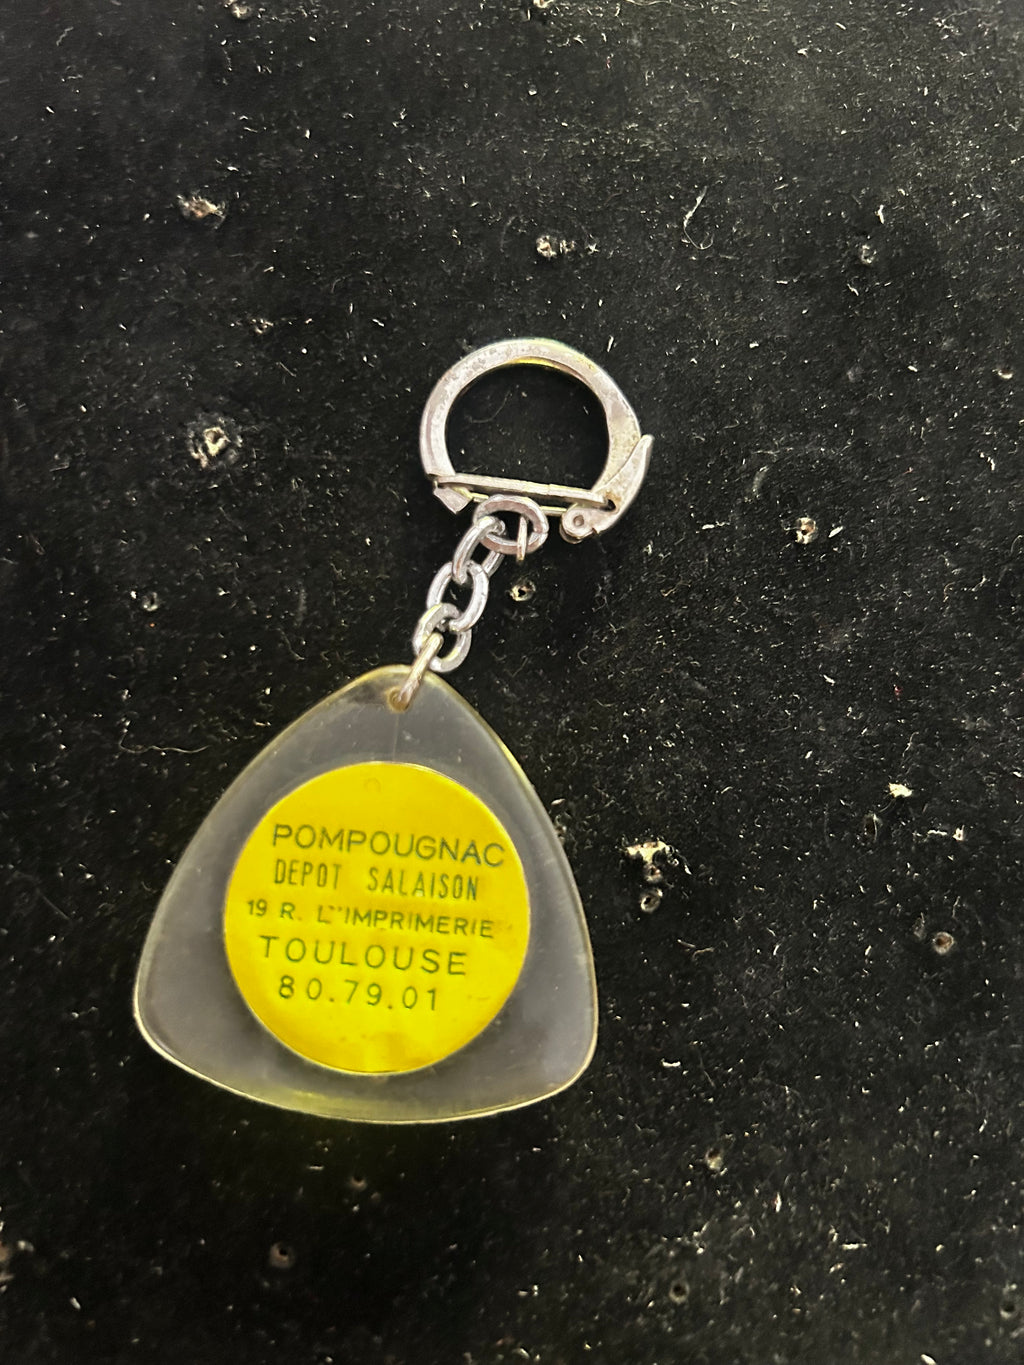 POMPOUGNAC
DEPOT SALAISON
19 R. L''IMPRIMERIE
TOULOUSE
80.79.01